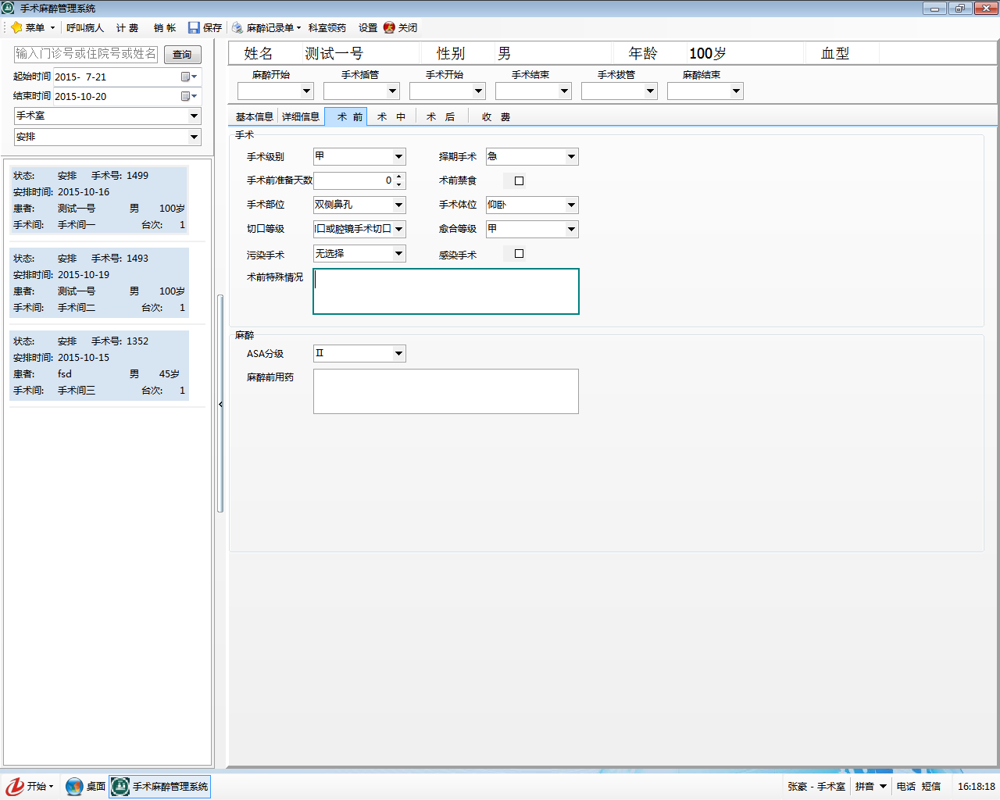 手术麻醉管理系统
菜单 呼叫病人 计 费 销 帐 保存 麻醉记录单 科室领药 设置 关闭
输入门诊号或住院号或姓名 查询
起始时间 2015- 7-21
结束时间 2015-10-20
手术室
安排
状态: 安排 手术号: 1499
安排时间: 2015-10-16
患者: 测试一号 男 100岁
手术间: 手术间一 台次: 1
状态: 安排 手术号: 1493
安排时间: 2015-10-19
患者: 测试一号 男 100岁
手术间: 手术间二 台次: 1
状态: 安排 手术号: 1352
安排时间: 2015-10-15
患者: fsd 男 45岁
手术间: 手术间三 台次: 1
姓名 测试一号 性别 男 年龄 100岁 血型
麻醉开始 手术插管 手术开始 手术结束 手术拔管 麻醉结束
基本信息 详细信息 术 前 术 中 术 后 收 费
手术
手术级别 甲 择期手术 急
手术前准备天数 0 术前禁食
手术部位 双侧鼻孔 手术体位 仰卧
切口等级 口或腔镜手术切口 愈合等级 甲
污染手术 无选择 感染手术
术前特殊情况
麻醉
ASA分级 II
麻醉前用药
开始 桌面 手术麻醉管理系统 张豪 - 手术室 拼音 电话 短信 16:18:18